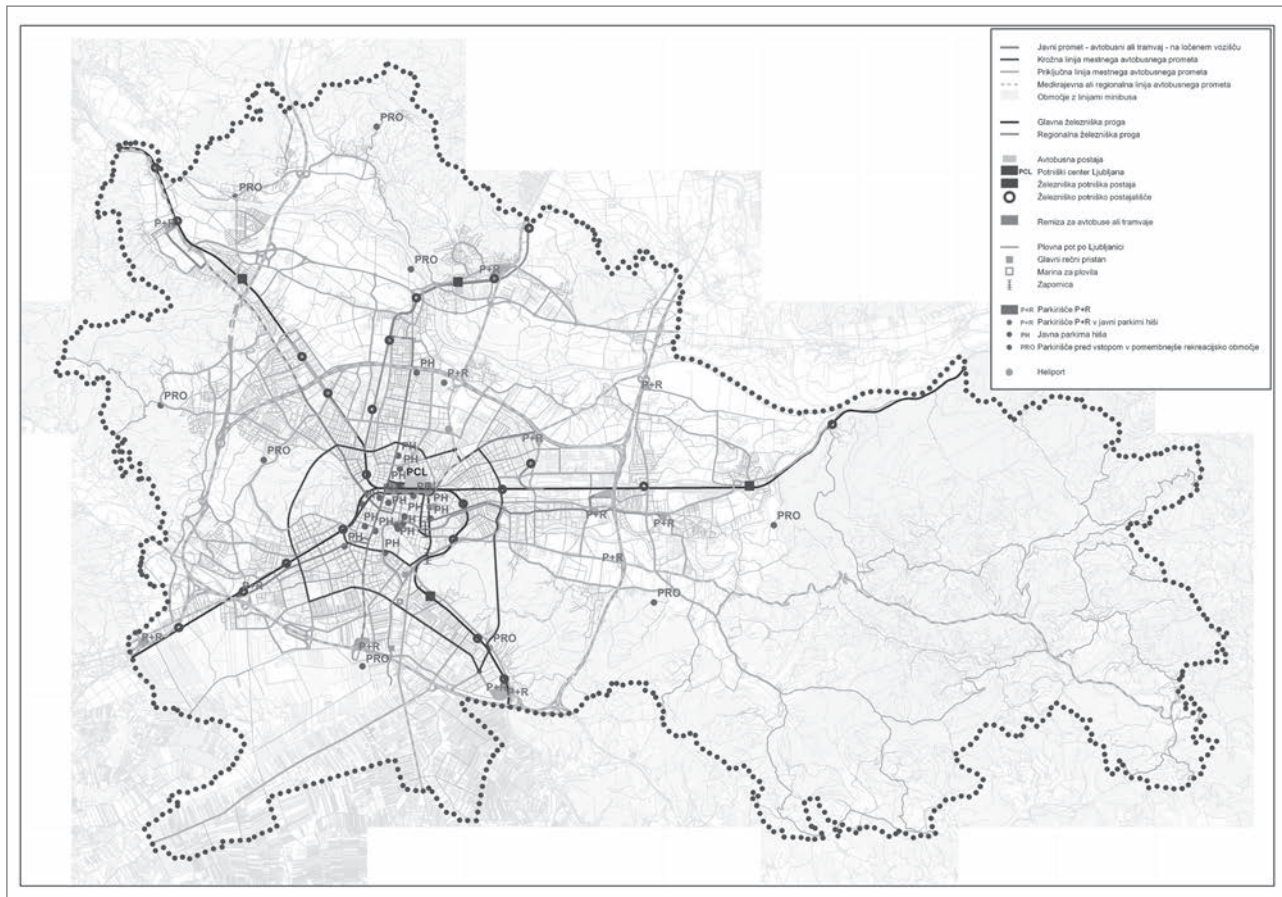 Javni promet - avtobusni ali tramvaj - na ločenem vozišču
Krožna linija mestnega avtobusnega prometa
Priključna linija mestnega avtobusnega prometa
Medkrajevna ali regionalna linija avtobusnega prometa
Območje z linijami minibusa
Glavna železniška proga
Regionalna železniška proga
Avtobusna postaja
PCL Potniški center Ljubljana
Železniška potniška postaja
Železniško potniško postajališče
Remiza za avtobuse ali tramvaje
Plovna pot po Ljubljanici
Glavni rečni pristan
Marina za plovila
Zapornica
P+R Parkirišče P+R
P+R Parkirišče P+R v javni parkirni hiši
PH Javna parkirna hiša
PRO Parkirišče pred vstopom v pomembnejše rekreacijsko območje
Heliport
PRO
PRO
P+R
PRO
P+R
PH
P+R
P+R
PRO
P+R
PRO
PH
PH
PH
PCL
P+R
P+R
PH
PH
PH
PH
PH
PH
PH
PH
PRO
P+R
P+R
PRO
P+R
P+R
PRO
P+R
PRO
P+R
P+R